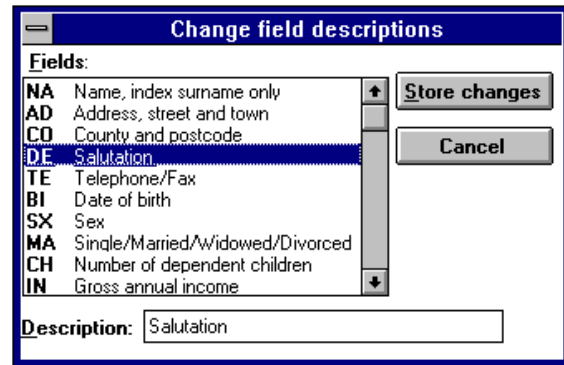 Change field descriptions
Fields:
NA Name, index surname only
AD Address, street and town
CO County and postcode
DE Salutation
TE Telephone/Fax
BI Date of birth
SX Sex
MA Single/Married/Widowed/Divorced
CH Number of dependent children
IN Gross annual income
Store changes
Cancel
Description: Salutation